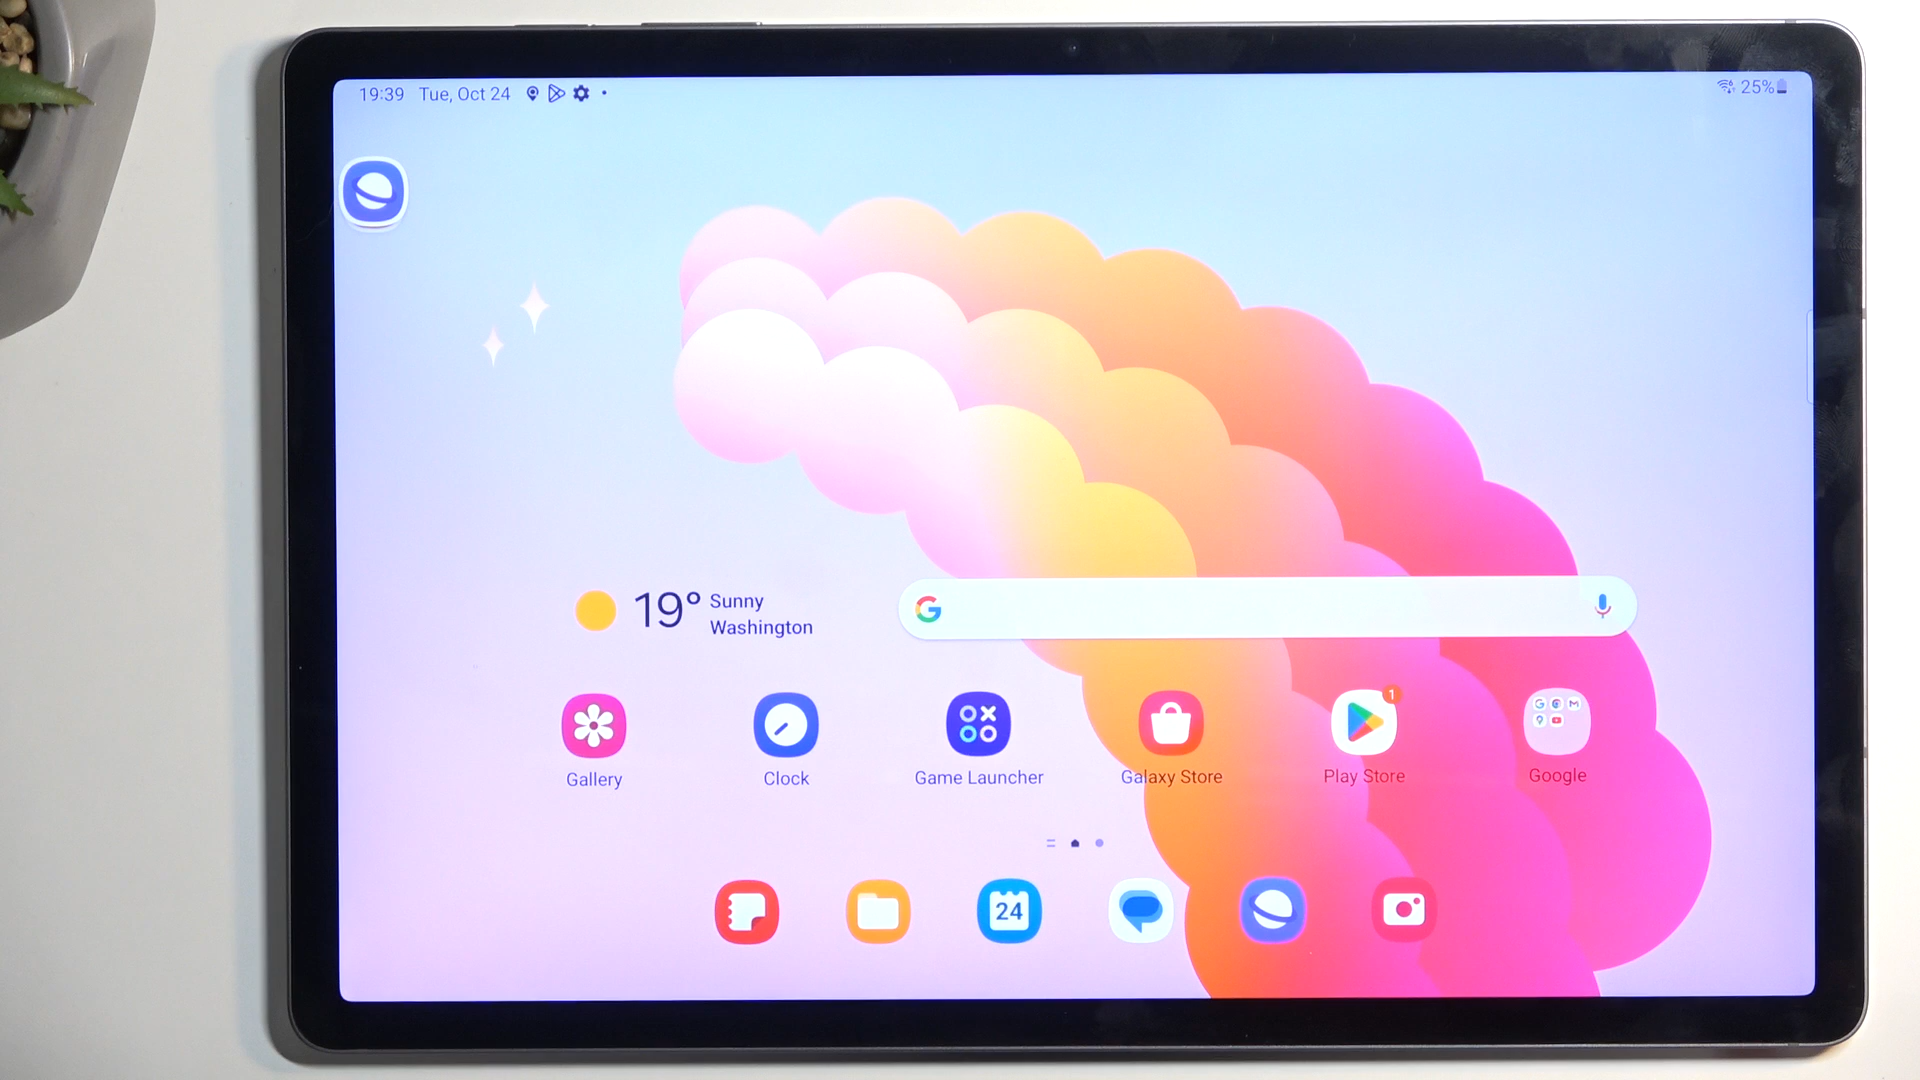 19:39 Tue, Oct 24
25%
19° Sunny
Washington
Gallery
Clock
Game Launcher
Galaxy Store
1
Play Store
Google
24